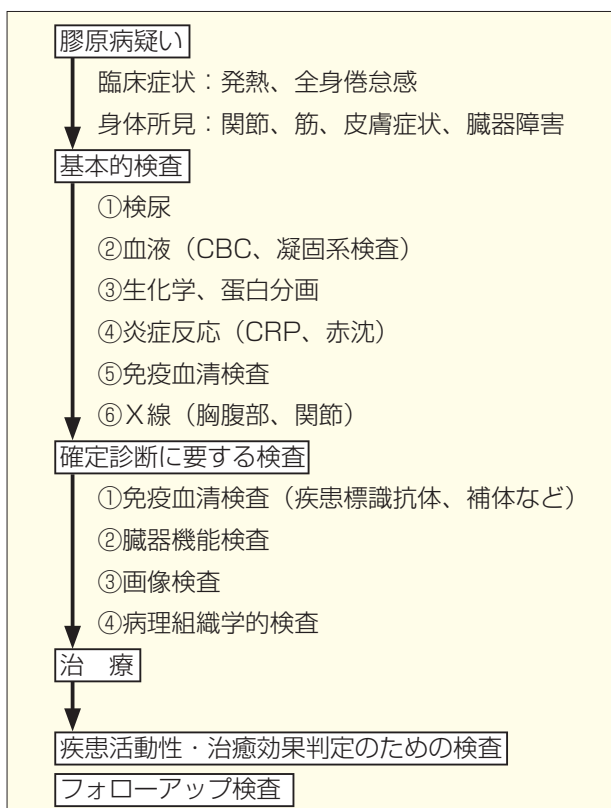 膠原病疑い
臨床症状：発熱、全身倦怠感
身体所見：関節、筋、皮膚症状、臓器障害
基本的検査
①検尿
②血液（CBC、凝固系検査）
③生化学、蛋白分画
④炎症反応（CRP、赤沈）
⑤免疫血清検査
⑥X線（胸腹部、関節）
確定診断に要する検査
①免疫血清検査（疾患標識抗体、補体など）
②臓器機能検査
③画像検査
④病理組織学的検査
治　療
疾患活動性・治癒効果判定のための検査
フォローアップ検査